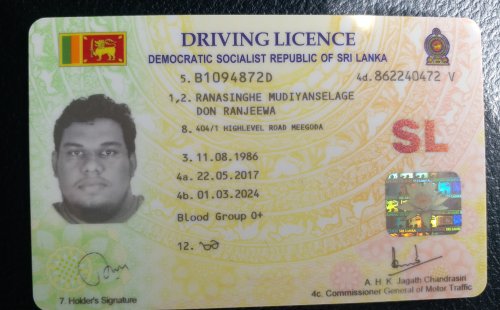 DRIVING LICENCE
DEMOCRATIC SOCIALIST REPUBLIC OF SRI LANKA
5. B1094872D 4d. 862240472 V
1,2. RANASINGHE MUDIYANSELAGE
DON RANJEEWA
8. 404/1 HIGHLEVEL ROAD MEEGODA
SL
3. 11.08.1986
4a. 22.05.2017
4b. 01.03.2024
Blood Group O+
12.
7. Holder's Signature
A. H. K. Jagath Chandrasiri
4c. Commissioner General of Motor Traffic